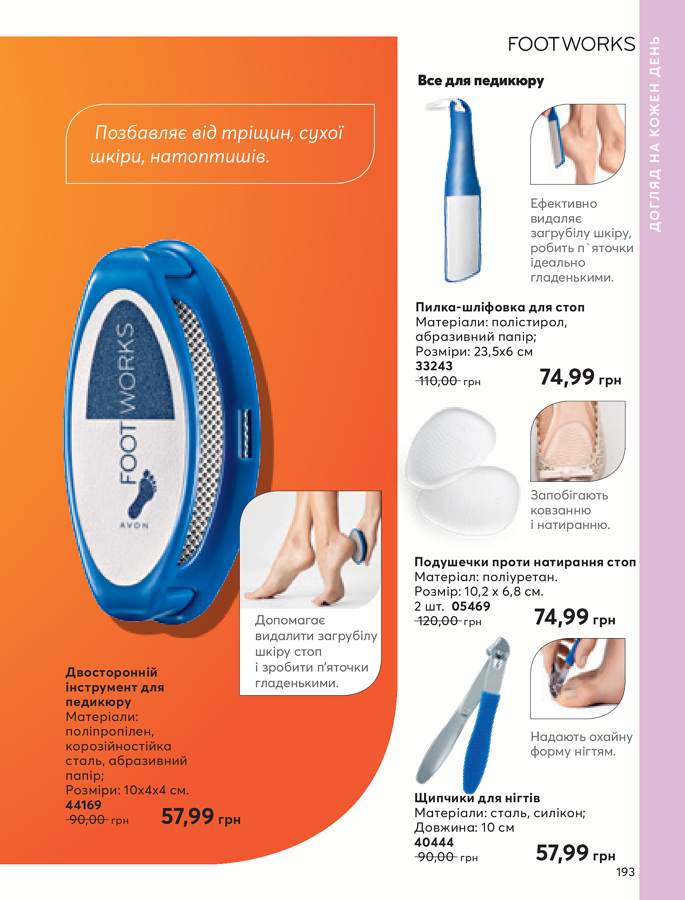 FOOTWORKS
ДОГЛЯД НА КОЖЕН ДЕНЬ
Все для педикюру
Позбавляє від тріщин, сухої
шкіри, натоптишів.
FOOTWORKS
AVON
Допомагає
видалити загрубілу
шкіру стоп
і зробити п'яточки
гладенькими.
Двосторонній
інструмент для
педикюру
Матеріали:
поліпропілен,
корозійностійка
сталь, абразивний
папір;
Розміри: 10х4х4 см.
44169
90,00 грн 57,99 грн
Ефективно
видаляє
загрубілу шкіру,
робить п`яточки
ідеально
гладенькими.
Пилка-шліфовка для стоп
Матеріали: полістирол,
абразивний папір;
Розміри: 23,5х6 см
33243
110,00 грн 74,99 грн
Запобігають
ковзанню
і натиранню.
Подушечки проти натирання стоп
Матеріал: поліуретан.
Розмір: 10,2 х 6,8 см.
2 шт. 05469
120,00 грн 74,99 грн
Надають охайну
форму нігтям.
Щипчики для нігтів
Матеріали: сталь, силікон;
Довжина: 10 см
40444
90,00 грн 57,99 грн
193